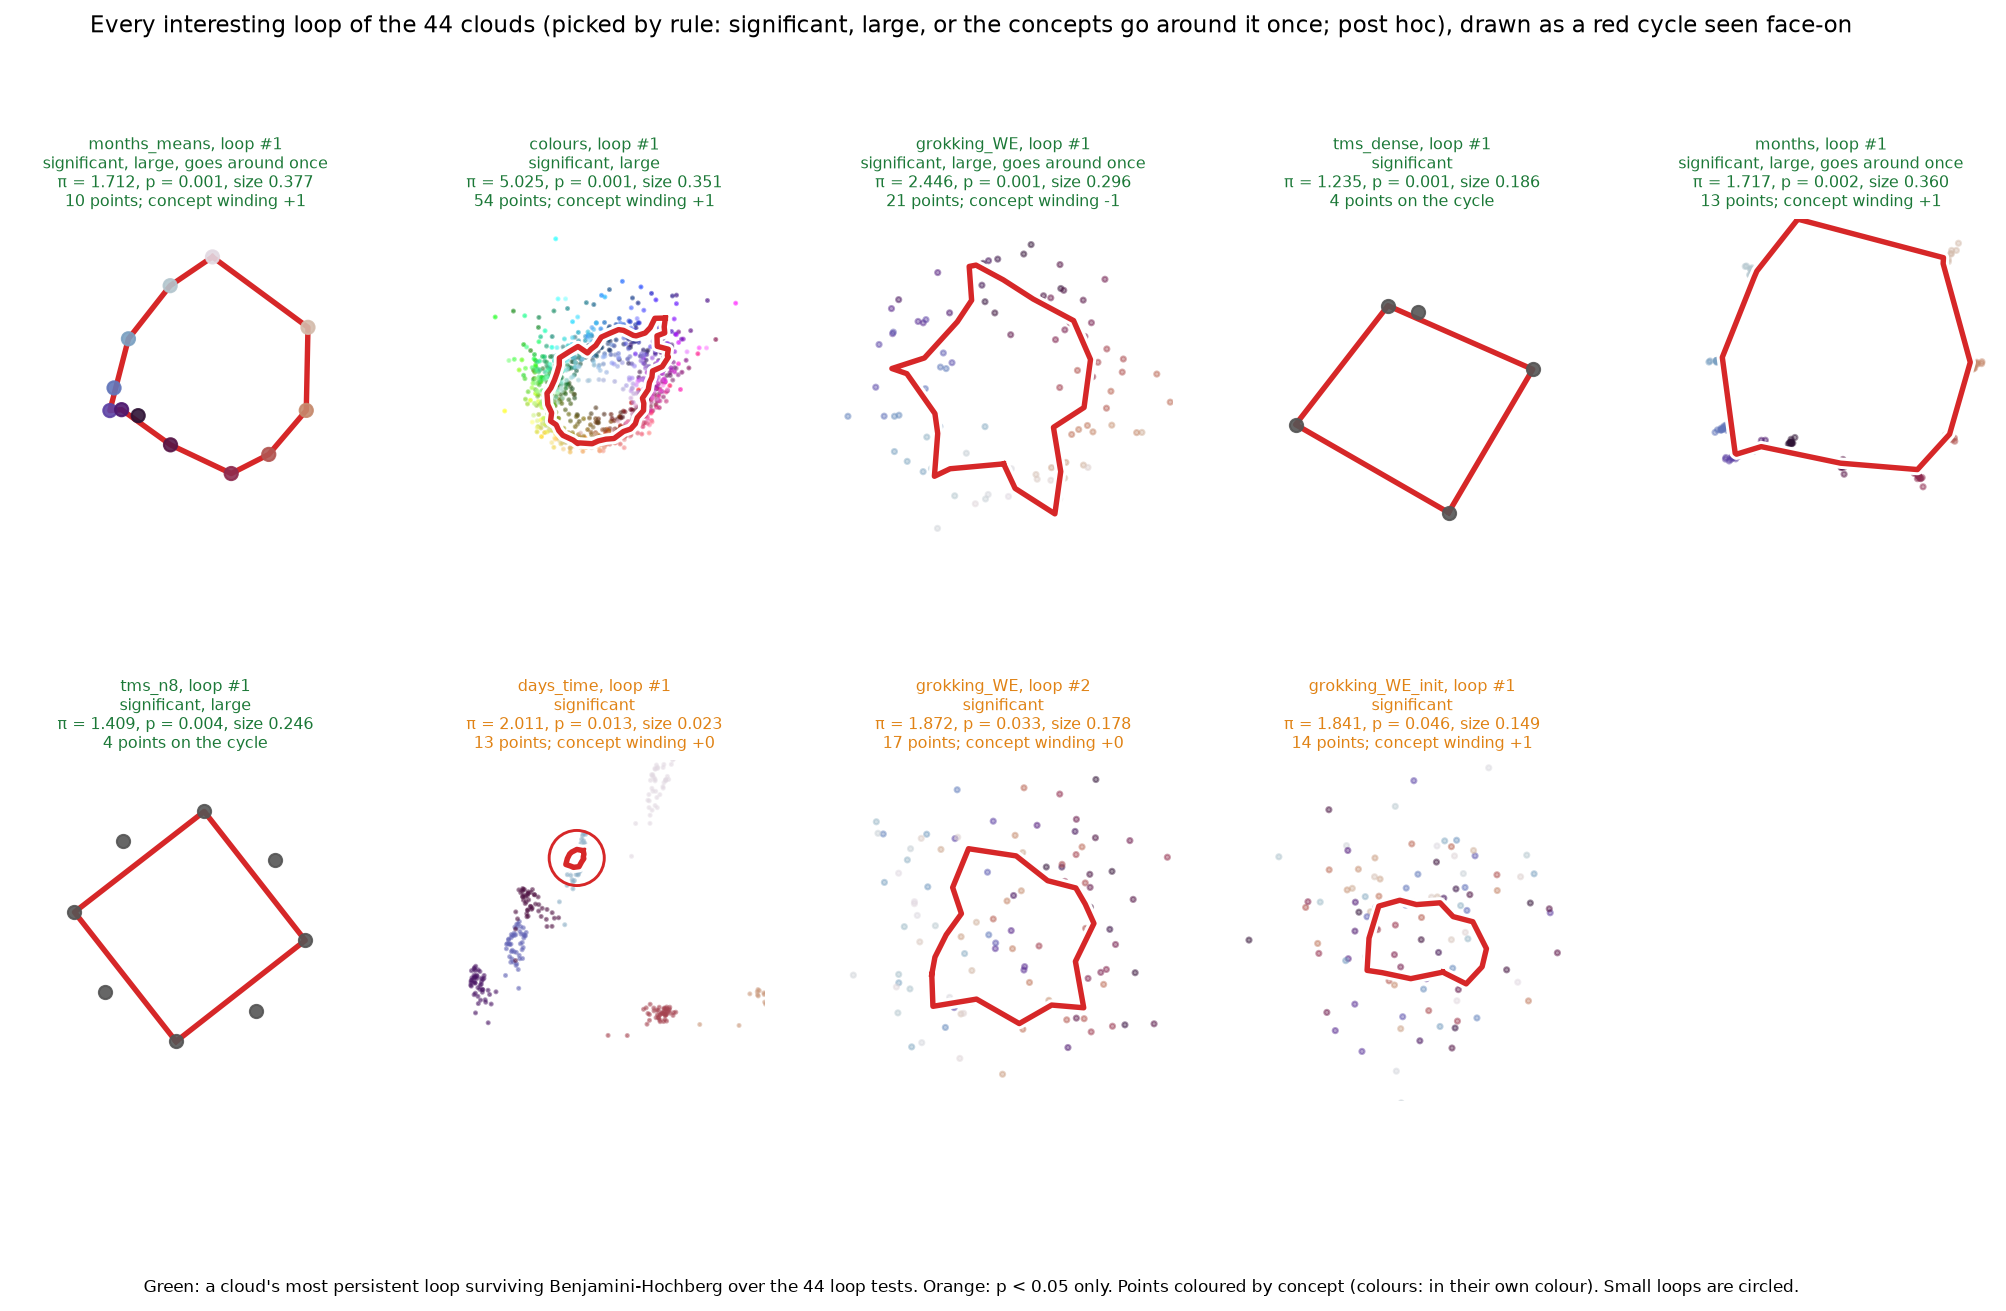 Every interesting loop of the 44 clouds (picked by rule: significant, large, or the concepts go around it once; post hoc), drawn as a red cycle seen face-on
months_means, loop #1
significant, large, goes around once
π = 1.712, p = 0.001, size 0.377
10 points; concept winding +1
colours, loop #1
significant, large
π = 5.025, p = 0.001, size 0.351
54 points; concept winding +1
grokking_WE, loop #1
significant, large, goes around once
π = 2.446, p = 0.001, size 0.296
21 points; concept winding -1
tms_dense, loop #1
significant
π = 1.235, p = 0.001, size 0.186
4 points on the cycle
months, loop #1
significant, large, goes around once
π = 1.717, p = 0.002, size 0.360
13 points; concept winding +1
tms_n8, loop #1
significant, large
π = 1.409, p = 0.004, size 0.246
4 points on the cycle
days_time, loop #1
significant
π = 2.011, p = 0.013, size 0.023
13 points; concept winding +0
grokking_WE, loop #2
significant
π = 1.872, p = 0.033, size 0.178
17 points; concept winding +0
grokking_WE_init, loop #1
significant
π = 1.841, p = 0.046, size 0.149
14 points; concept winding +1
Green: a cloud's most persistent loop surviving Benjamini-Hochberg over the 44 loop tests. Orange: p < 0.05 only. Points coloured by concept (colours: in their own colour). Small loops are circled.